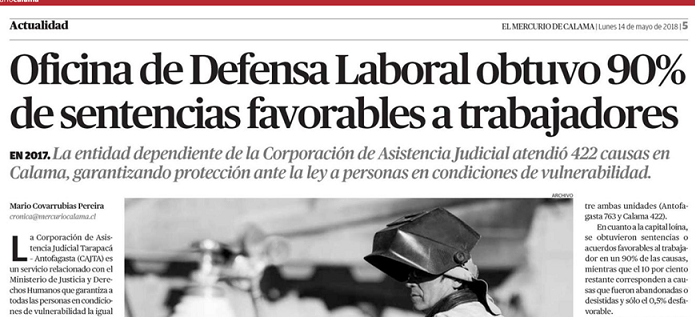 Actualidad
EL MERCURIO DE CALAMA | Lunes 14 de mayo de 2018 | 5
Oficina de Defensa Laboral obtuvo 90%
de sentencias favorables a trabajadores
EN 2017. La entidad dependiente de la Corporación de Asistencia Judicial atendió 422 causas en
Calama, garantizando protección ante la ley a personas en condiciones de vulnerabilidad.
Mario Covarrubias Pereira
cronica@mercuriocalama.cl
La Corporación de Asis-
tencia Judicial Tarapacá
- Antofagasta (CAJTA) es
un servicio relacionado con el
Ministerio de Justicia y Dere-
chos Humanos que garantiza a
todas las personas en condicio-
nes de vulnerabilidad la igual
ARCHIVO
tre ambas unidades (Antofa-
gasta 763 y Calama 422).
En cuanto a la capital loína,
se obtuvieron sentencias o
acuerdos favorables al trabaja-
dor en un 90% de las causas,
mientras que el 10 por ciento
restante corresponden a cau-
sas que fueron abandonadas o
desistidas y sólo el 0,5% desfa-
vorable.